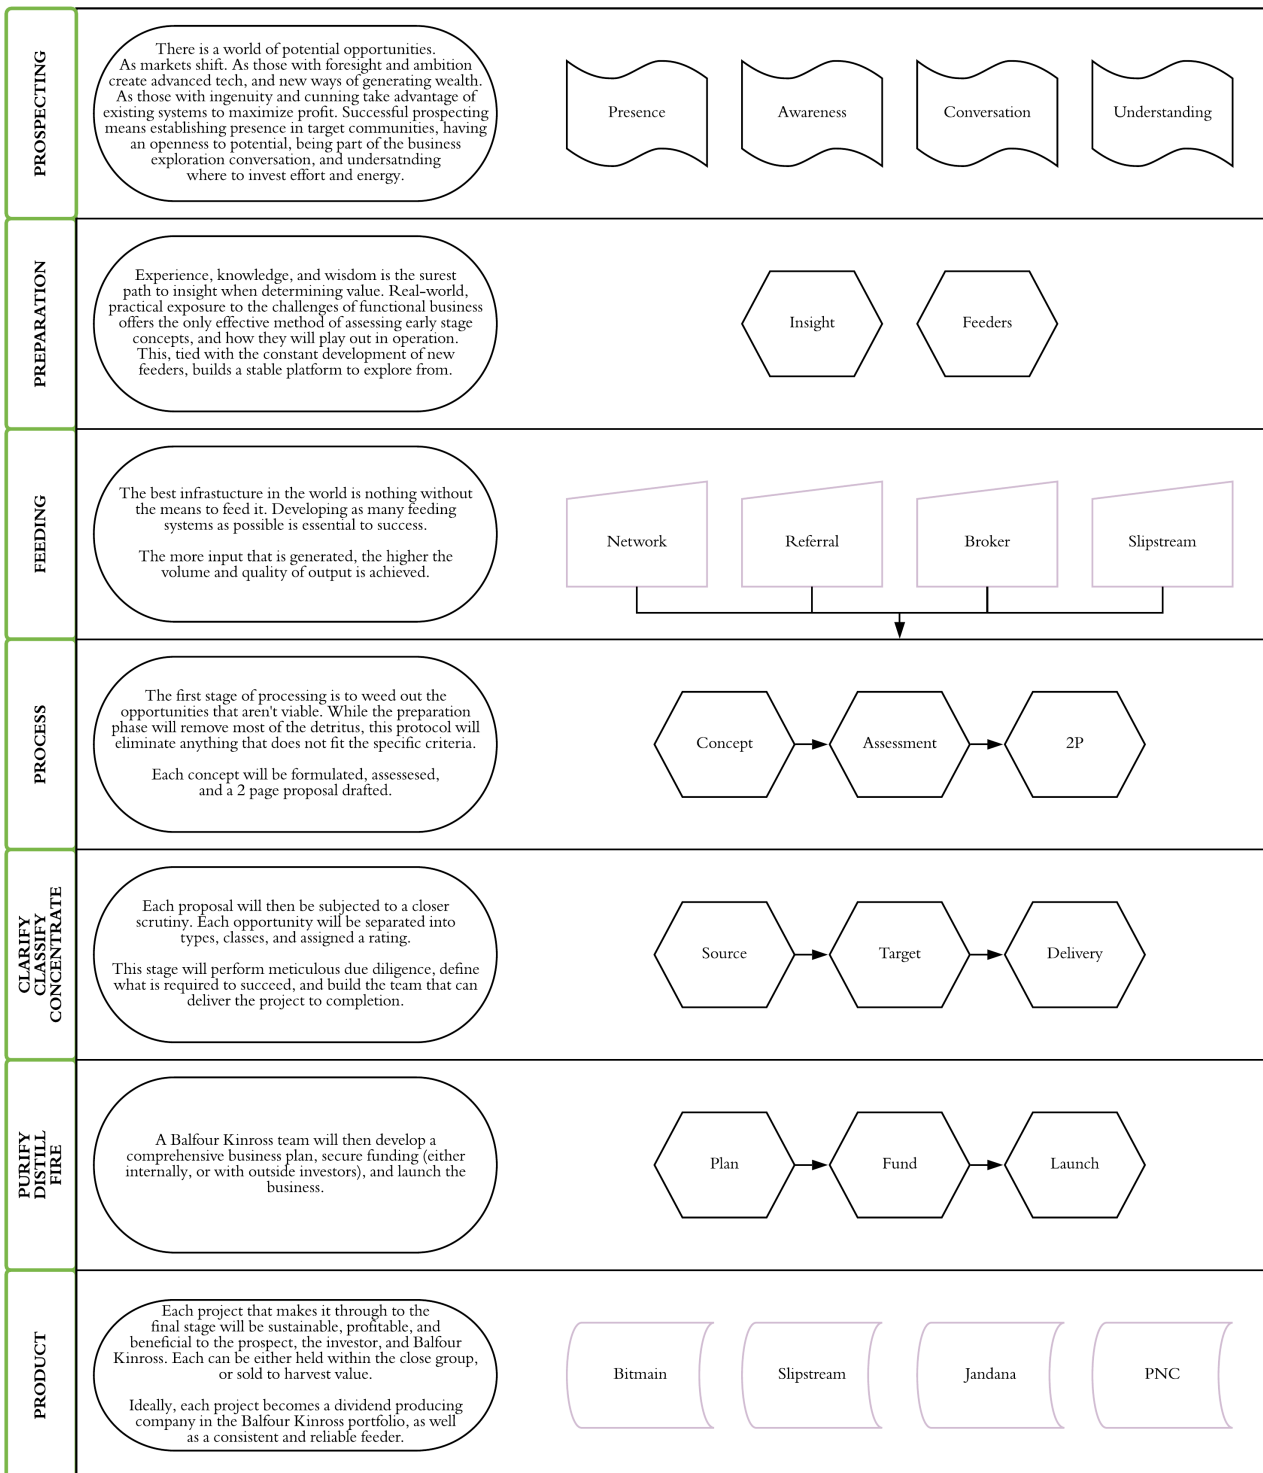 PROSPECTING
There is a world of potential opportunities.
As markets shift. As those with foresight and ambition
create advanced tech, and new ways of generating wealth.
As those with ingenuity and cunning take advantage of
existing systems to maximize profit. Successful prospecting
means establishing presence in target communities, having
an openness to potential, being part of the business
exploration conversation, and undersatnding
where to invest effort and energy.
Presence
Awareness
Conversation
Understanding
PREPARATION
Experience, knowledge, and wisdom is the surest
path to insight when determining value. Real-world,
practical exposure to the challenges of functional business
offers the only effective method of assessing early stage
concepts, and how they will play out in operation.
This, tied with the constant development of new
feeders, builds a stable platform to explore from.
Insight
Feeders
FEEDING
The best infrastucture in the world is nothing without
the means to feed it. Developing as many feeding
systems as possible is essential to success.
The more input that is generated, the higher the
volume and quality of output is achieved.
Network
Referral
Broker
Slipstream
PROCESS
The first stage of processing is to weed out the
opportunities that aren't viable. While the preparation
phase will remove most of the detritus, this protocol will
eliminate anything that does not fit the specific criteria.
Each concept will be formulated, assessesed,
and a 2 page proposal drafted.
Concept
Assessment
2P
CLARIFY
CLASSIFY
CONCENTRATE
Each proposal will then be subjected to a closer
scrutiny. Each opportunity will be separated into
types, classes, and assigned a rating.
This stage will perform meticulous due diligence, define
what is required to succeed, and build the team that can
deliver the project to completion.
Source
Target
Delivery
PURIFY
DISTILL
FIRE
A Balfour Kinross team will then develop a
comprehensive business plan, secure funding (either
internally, or with outside investors), and launch the
business.
Plan
Fund
Launch
PRODUCT
Each project that makes it through to the
final stage will be sustainable, profitable, and
beneficial to the prospect, the investor, and Balfour
Kinross. Each can be either held within the close group,
or sold to harvest value.
Ideally, each project becomes a dividend producing
company in the Balfour Kinross portfolio, as well
as a consistent and reliable feeder.
Bitmain
Slipstream
Jandana
PNC